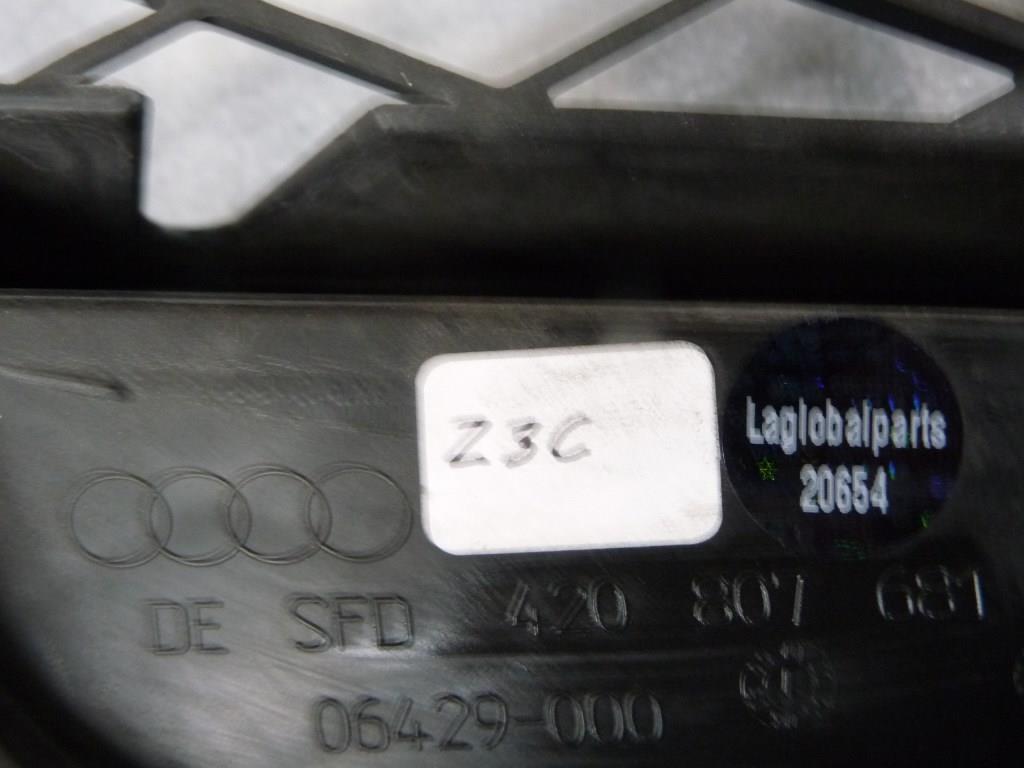 Z3C
Laglobalparts
20654
DE SFD 420 807 681
06429-000